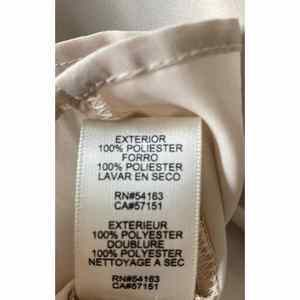 EXTERIOR
100% POLIESTER
FORRO
100% POLIESTER
LAVAR EN SECO
RN#54163
CA#57151
EXTERIEUR
100% POLYESTER
DOUBLURE
100% POLYESTER
NETTOYAGE A SEC
RN#54163
CA#57151